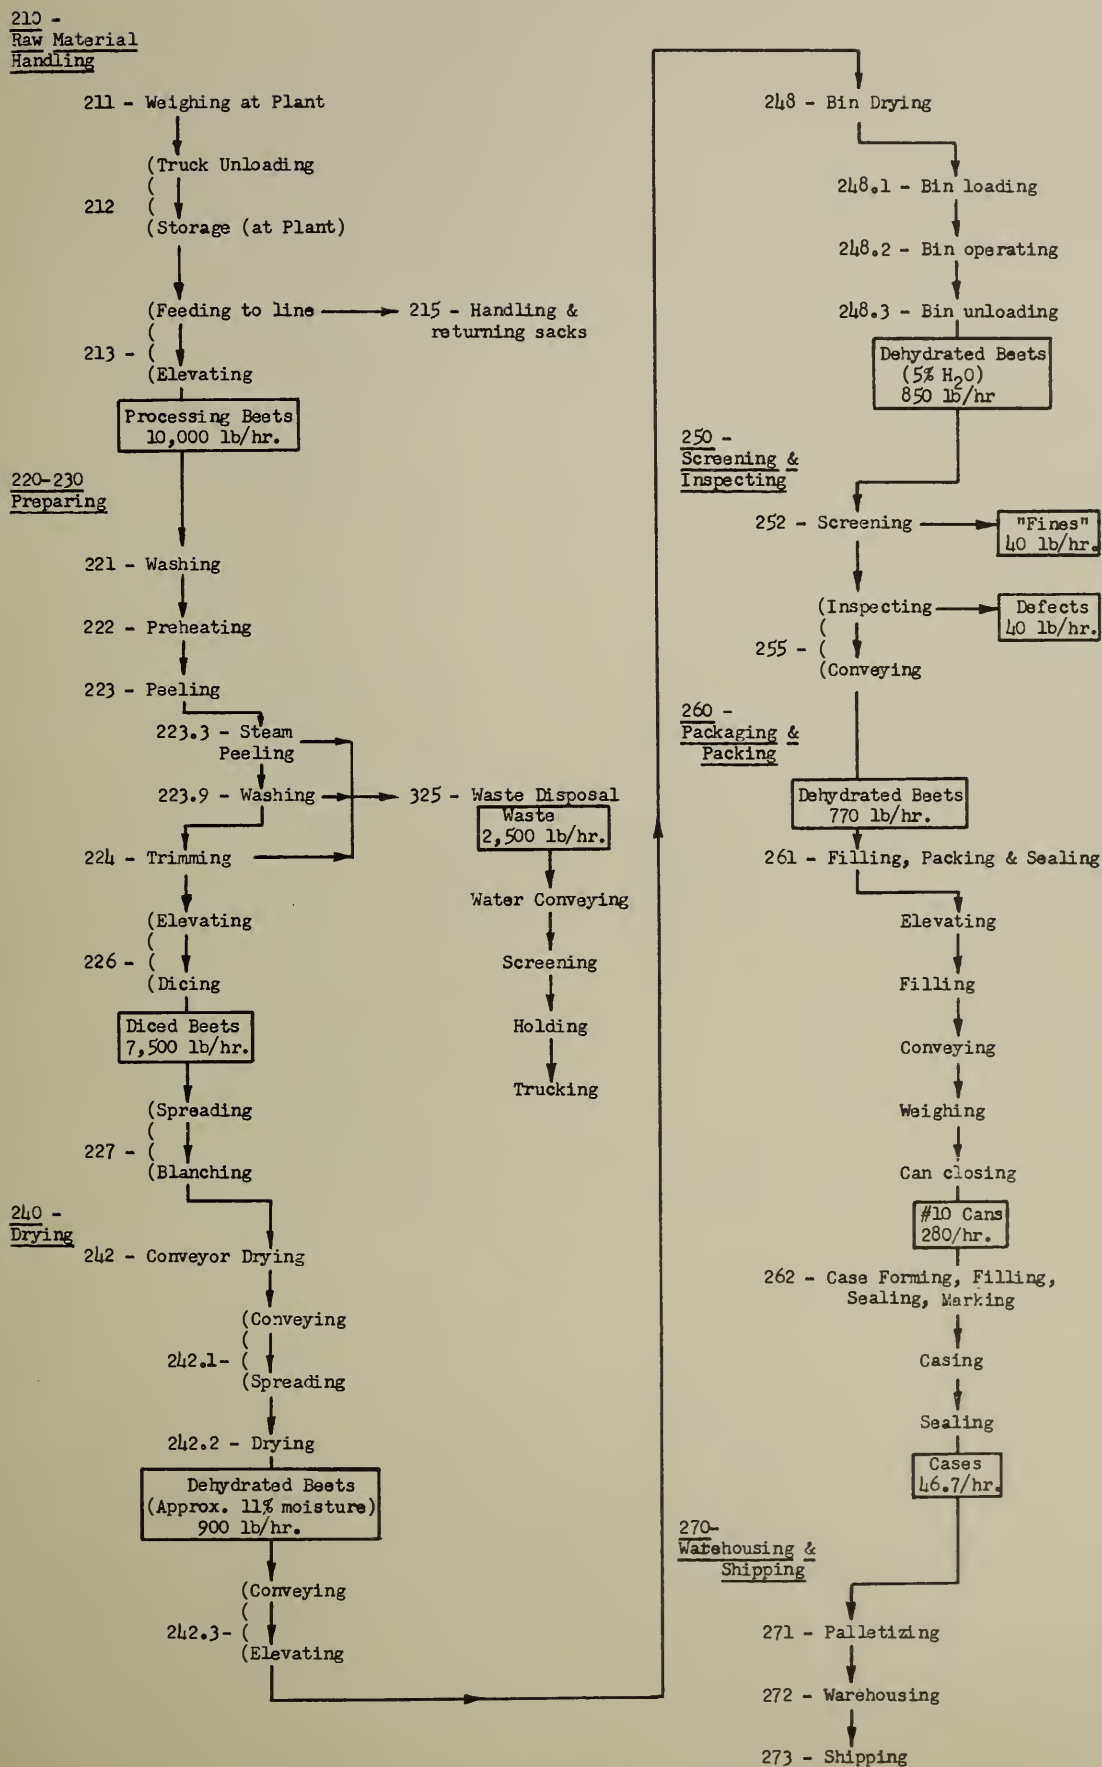 210 -
Raw Material
Handling
211 - Weighing at Plant
(Truck Unloading
(
212 (
(Storage (at Plant)
(Feeding to line
215 - Handling &
returning sacks
(
213 - (
(Elevating
Processing Beets
10,000 lb/hr.
220-230
Preparing
221 - Washing
222 - Preheating
223 - Peeling
223.3 - Steam
Peeling
223.9 - Washing
325 - Waste Disposal
Waste
2,500 lb/hr.
Water Conveying
Screening
Holding
Trucking
224 - Trimming
(Elevating
(
226 - (
(Dicing
Diced Beets
7,500 lb/hr.
(Spreading
(
227 - (
(Blanching
240 -
Drying
242 - Conveyor Drying
(Conveying
(
242.1- (
(Spreading
242.2 - Drying
Dehydrated Beets
(Approx. 11% moisture)
900 lb/hr.
(Conveying
(
242.3- (
(Elevating
248 - Bin Drying
248.1 - Bin loading
248.2 - Bin operating
248.3 - Bin unloading
Dehydrated Beets
(5% H2O)
850 lb/hr
250 -
Screening &
Inspecting
252 - Screening
"Fines"
40 lb/hr.
(Inspecting
Defects
40 lb/hr.
(
255 - (
(Conveying
260 -
Packaging &
Packing
Dehydrated Beets
770 lb/hr.
261 - Filling, Packing & Sealing
Elevating
Filling
Conveying
Weighing
Can closing
#10 Cans
280/hr.
262 - Case Forming, Filling,
Sealing, Marking
Casing
Sealing
Cases
46.7/hr.
270-
Warehousing &
Shipping
271 - Palletizing
272 - Warehousing
273 - Shipping